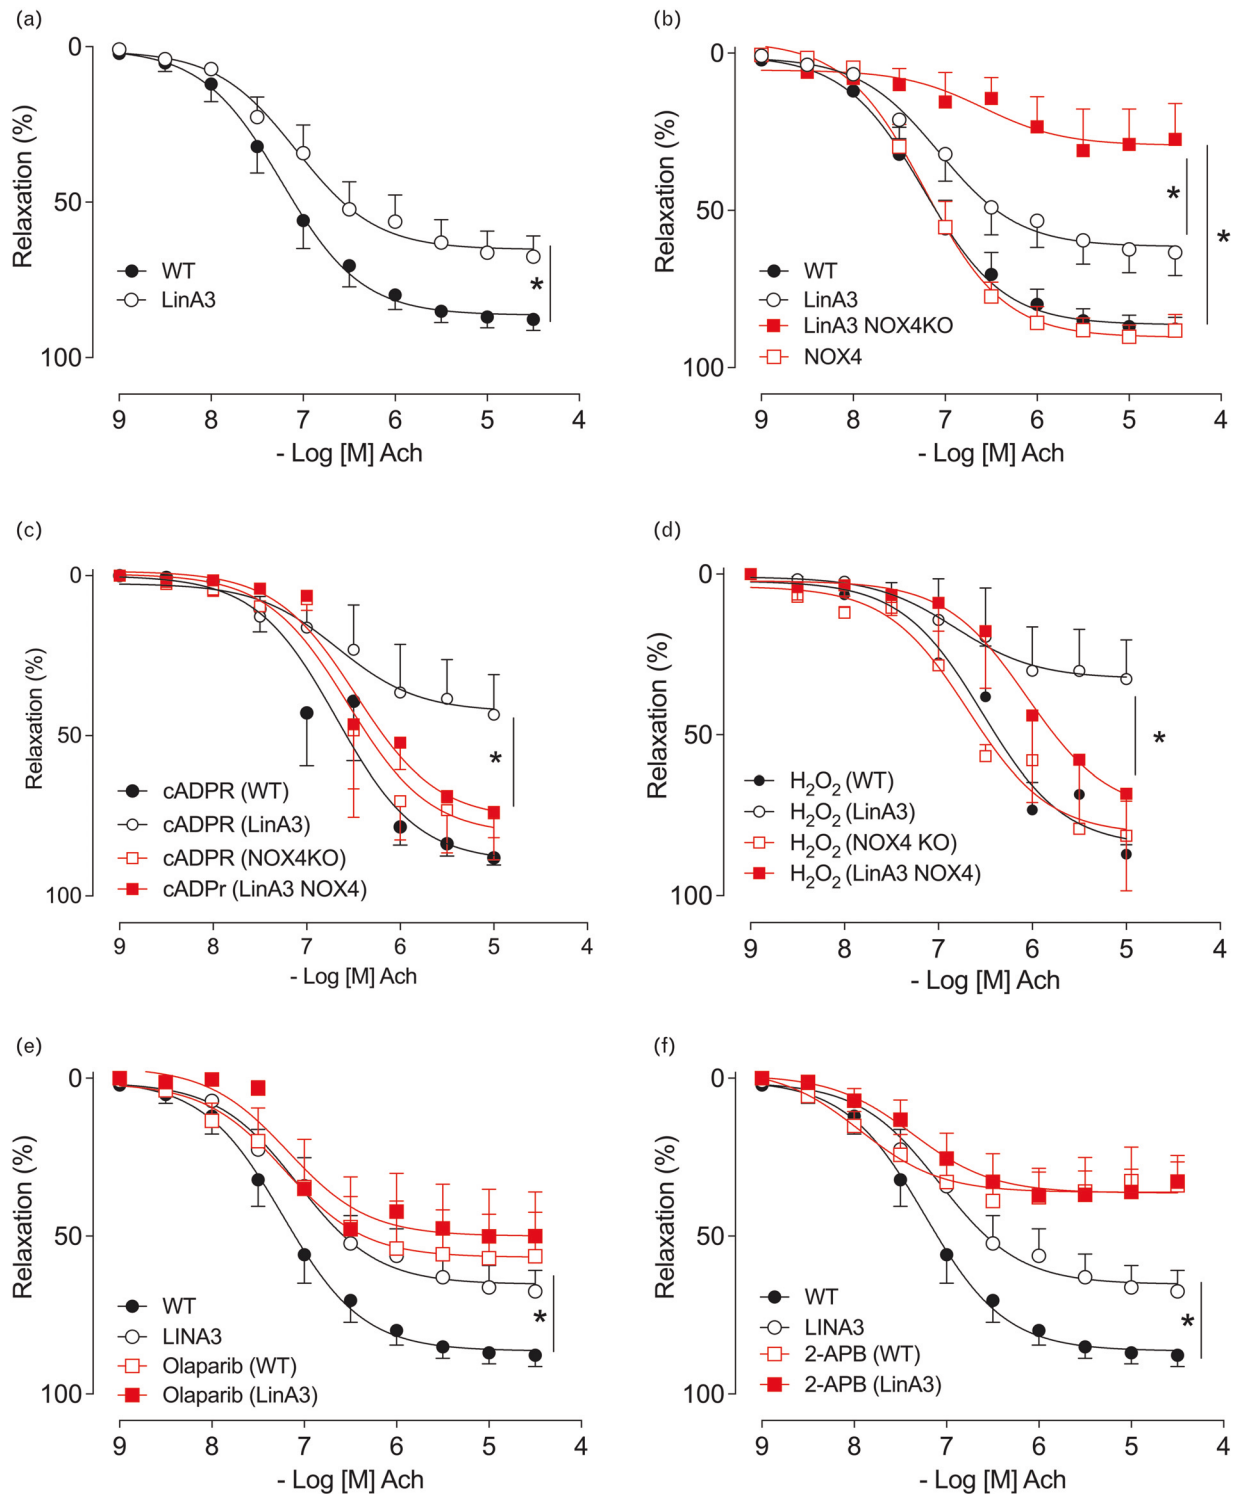 (a)
0
50
100
Relaxation (%)
WT
LinA3
*
9 8 7 6 5 4
- Log [M] Ach
(b)
0
50
100
Relaxation (%)
WT
LinA3
LinA3 NOX4KO
NOX4
*
*
9 8 7 6 5 4
- Log [M] Ach
(c)
0
50
100
Relaxation (%)
cADPR (WT)
cADPR (LinA3)
cADPR (NOX4KO)
cADPr (LinA3 NOX4)
*
9 8 7 6 5 4
- Log [M] Ach
(d)
0
50
100
Relaxation (%)
H₂O₂ (WT)
H₂O₂ (LinA3)
H₂O₂ (NOX4 KO)
H₂O₂ (LinA3 NOX4)
*
9 8 7 6 5 4
- Log [M] Ach
(e)
0
50
100
Relaxation (%)
WT
LINA3
Olaparib (WT)
Olaparib (LinA3)
*
9 8 7 6 5 4
- Log [M] Ach
(f)
0
50
100
Relaxation (%)
WT
LINA3
2-APB (WT)
2-APB (LinA3)
*
9 8 7 6 5 4
- Log [M] Ach